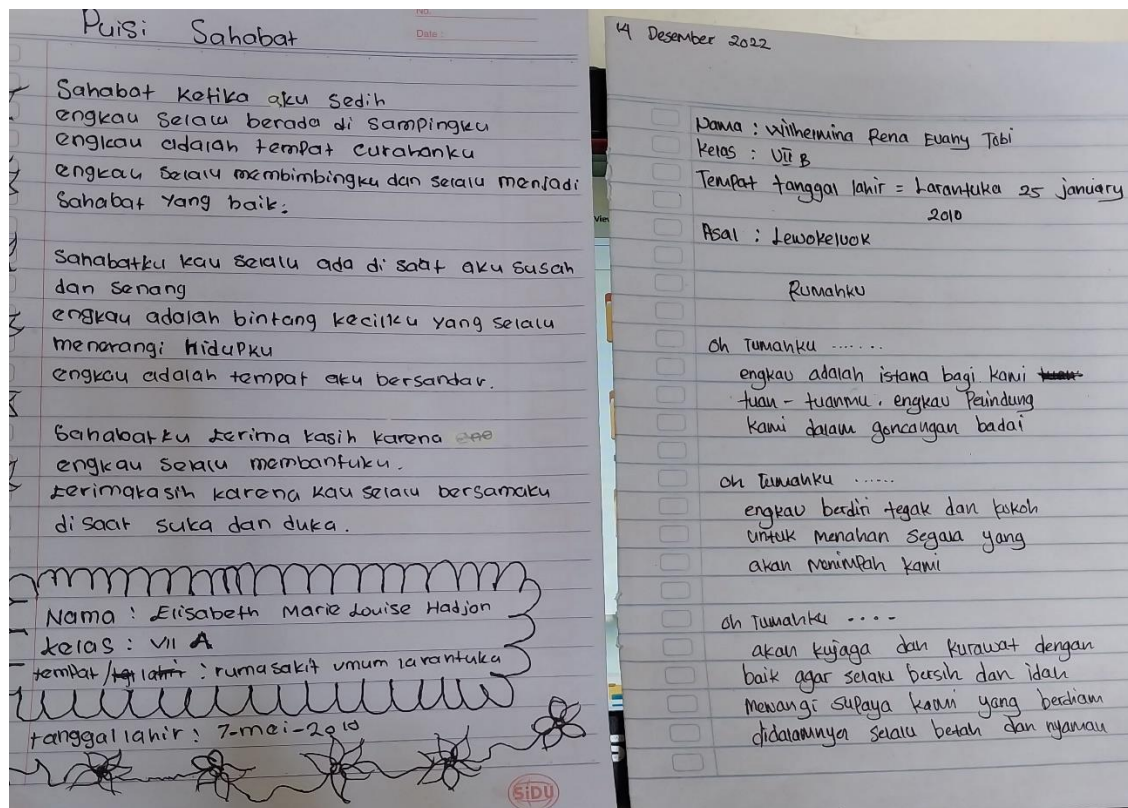 Puisi Sahabat
No.
Date :
Sahabat ketika aku sedih
engkau selalu berada di sampingku
engkau adalah tempat curahanku
engkau selalu membimbingku dan selalu menjadi
Sahabat yang baik.
Sahabatku kau selalu ada di saat aku susah
dan senang
engkau adalah bintang kecilku yang selalu
menerangi hidupku
engkau adalah tempat aku bersandar.
Sahabatku terima kasih karena
engkau selalu membantuku.
terimakasih karena kau selalu bersamaku
disaat suka dan duka.
Nama : Elisabeth Marie Louise Hadjon
kelas : VII A
tempat/tgl lahir : rumasakit umum larantuka
tanggal lahir : 7-mei-2010
SiDU
14 Desember 2022
Nama : Wilhemina Rena Evany Tobi
Kelas : VII B
Tempat tanggal lahir = Larantuka 25 january
2010
Asal : Lewokeluok
Rumahku
Oh rumahku .......
engkau adalah istana bagi kami
tuan - tuanmu. engkau Pelindung
kami dalam goncangan badai
Oh rumahku ......
engkau berdiri tegak dan kokoh
untuk menahan segala yang
akan menimpah kami
Oh rumahku ....
akan kujaga dan kurawat dengan
baik agar selalu bersih dan idah
mewangi supaya kami yang berdiam
didalamnya selalu betah dan nyaman